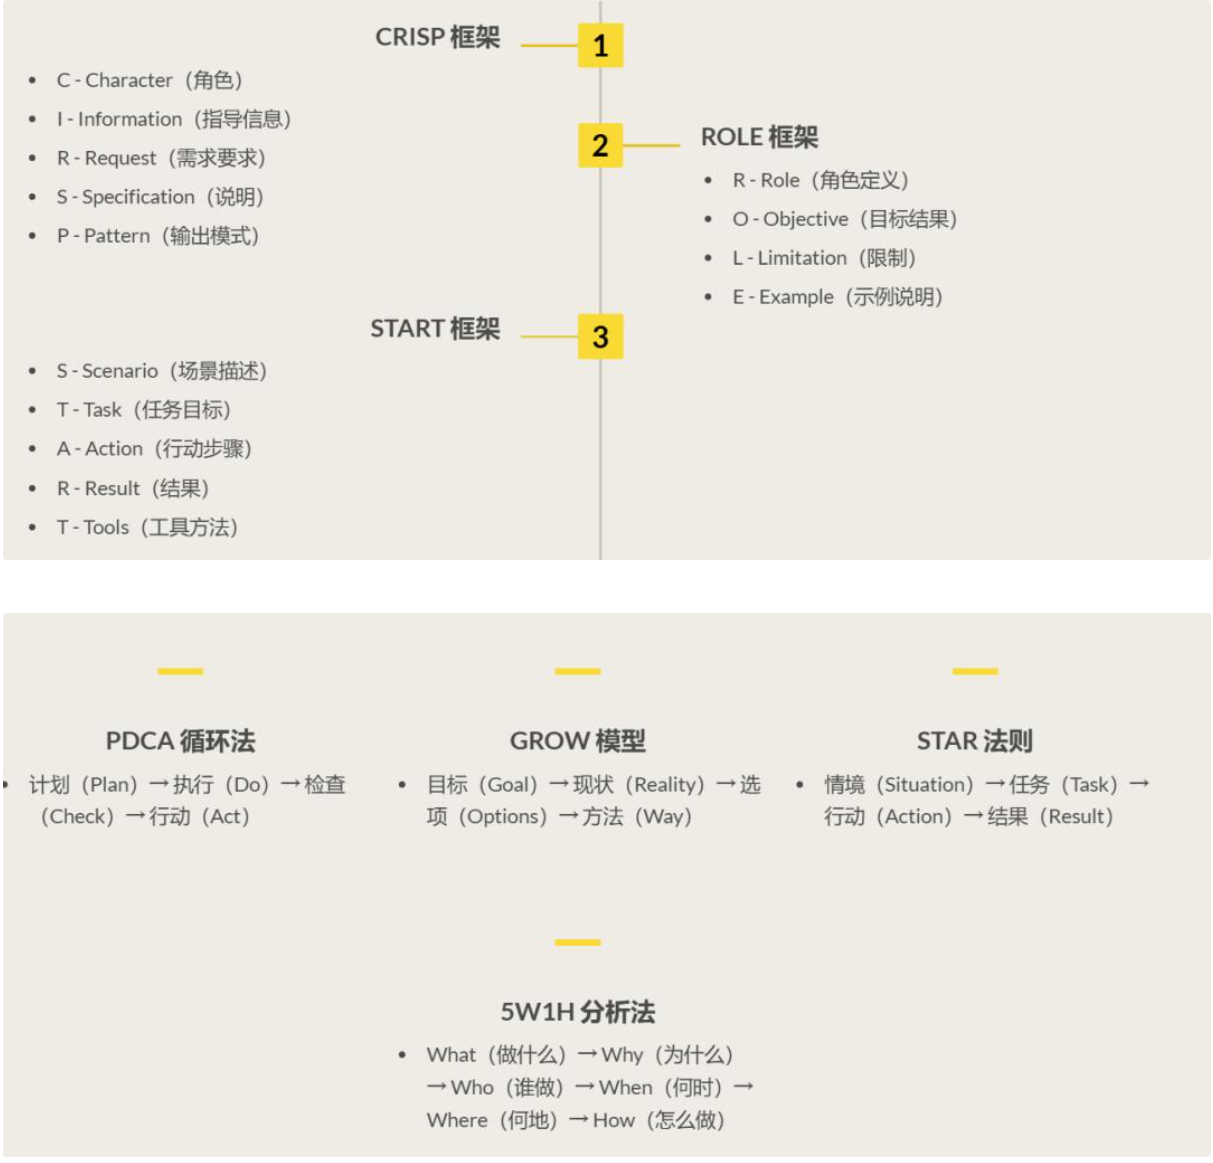 CRISP 框架
1
• C - Character（角色）
• I - Information（指导信息）
• R - Request（需求要求）
• S - Specification（说明）
• P - Pattern（输出模式）
2
ROLE 框架
• R - Role（角色定义）
• O - Objective（目标结果）
• L - Limitation（限制）
• E - Example（示例说明）
START 框架
3
• S - Scenario（场景描述）
• T - Task（任务目标）
• A - Action（行动步骤）
• R - Result（结果）
• T - Tools（工具方法）
PDCA 循环法
• 计划（Plan）→执行（Do）→检查
（Check）→行动（Act）
GROW 模型
• 目标（Goal）→现状（Reality）→选
项（Options）→方法（Way）
STAR 法则
• 情境（Situation）→任务（Task）→
行动（Action）→结果（Result）
5W1H 分析法
• What（做什么）→Why（为什么）
→Who（谁做）→When（何时）→
Where（何地）→How（怎么做）